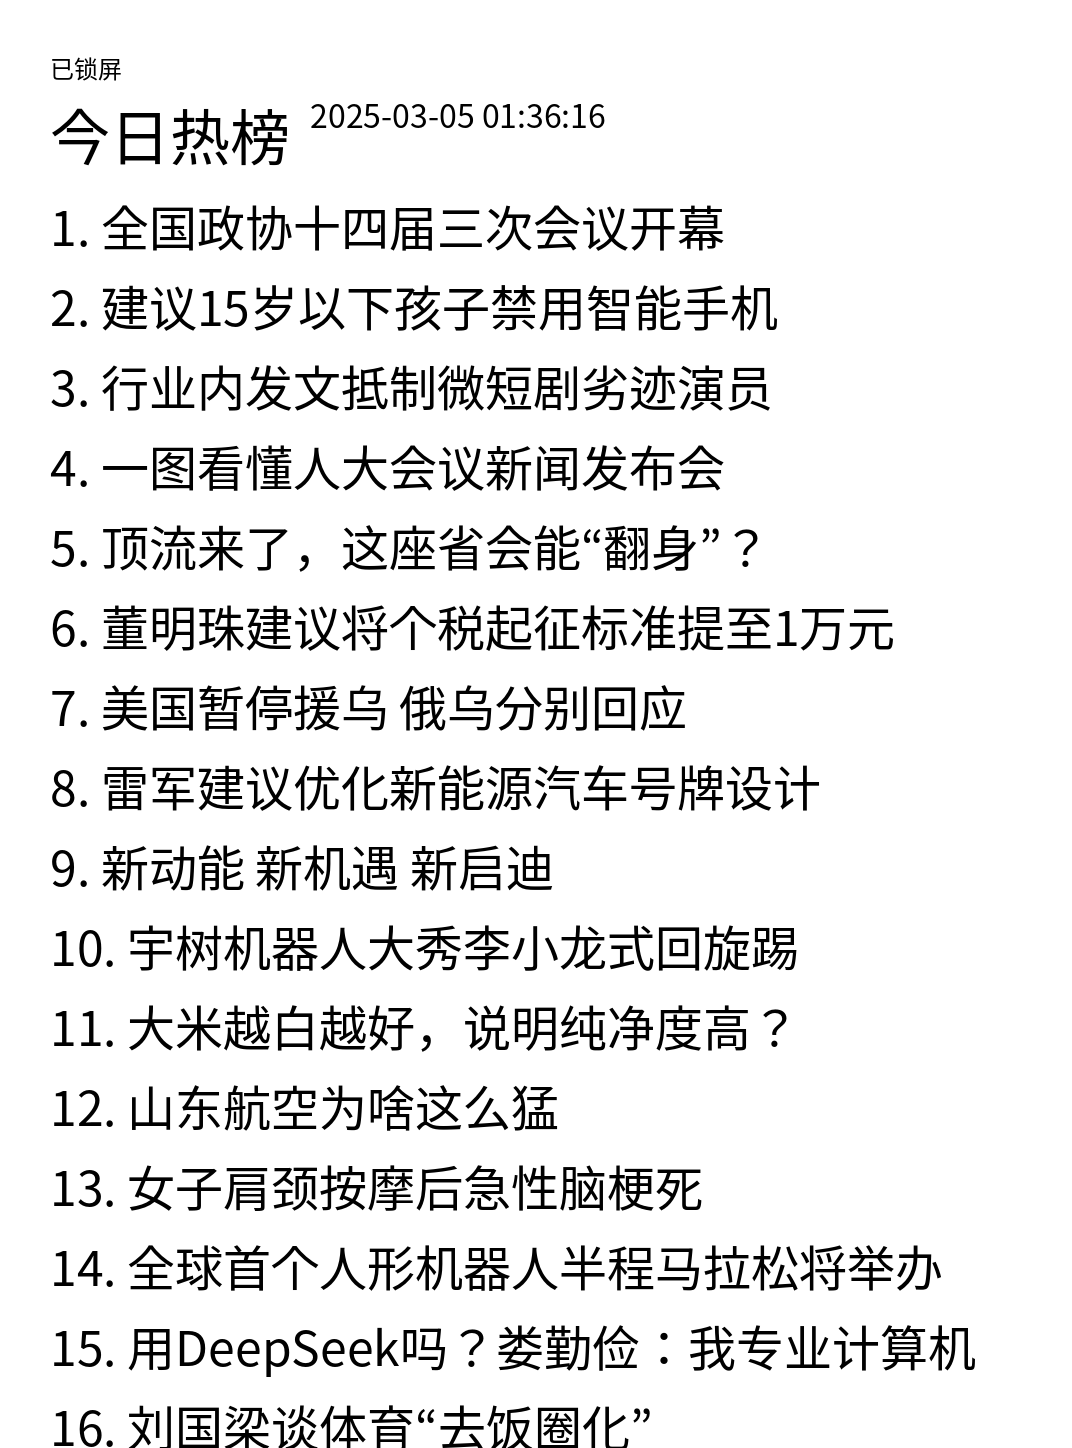 已锁屏
今日热榜 2025-03-05 01:36:16
1. 全国政协十四届三次会议开幕
2. 建议15岁以下孩子禁用智能手机
3. 行业内发文抵制微短剧劣迹演员
4. 一图看懂人大会议新闻发布会
5. 顶流来了，这座省会能“翻身”？
6. 董明珠建议将个税起征标准提至1万元
7. 美国暂停援乌 俄乌分别回应
8. 雷军建议优化新能源汽车号牌设计
9. 新动能 新机遇 新启迪
10. 宇树机器人大秀李小龙式回旋踢
11. 大米越白越好，说明纯净度高？
12. 山东航空为啥这么猛
13. 女子肩颈按摩后急性脑梗死
14. 全球首个人形机器人半程马拉松将举办
15. 用DeepSeek吗？娄勤俭：我专业计算机
16. 刘国梁谈体育“去饭圈化”